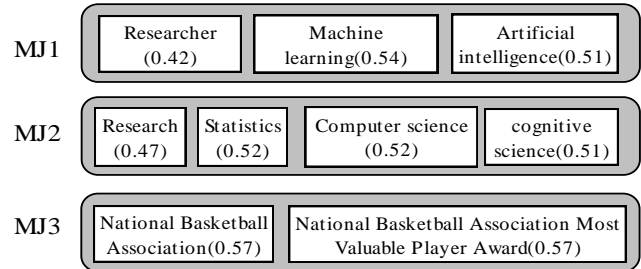 MJ1
Researcher
(0.42)
Machine
learning(0.54)
Artificial
intelligence(0.51)
MJ2
Research
(0.47)
Statistics
(0.52)
Computer science
(0.52)
cognitive
science(0.51)
MJ3
National Basketball
Association(0.57)
National Basketball Association Most
Valuable Player Award(0.57)